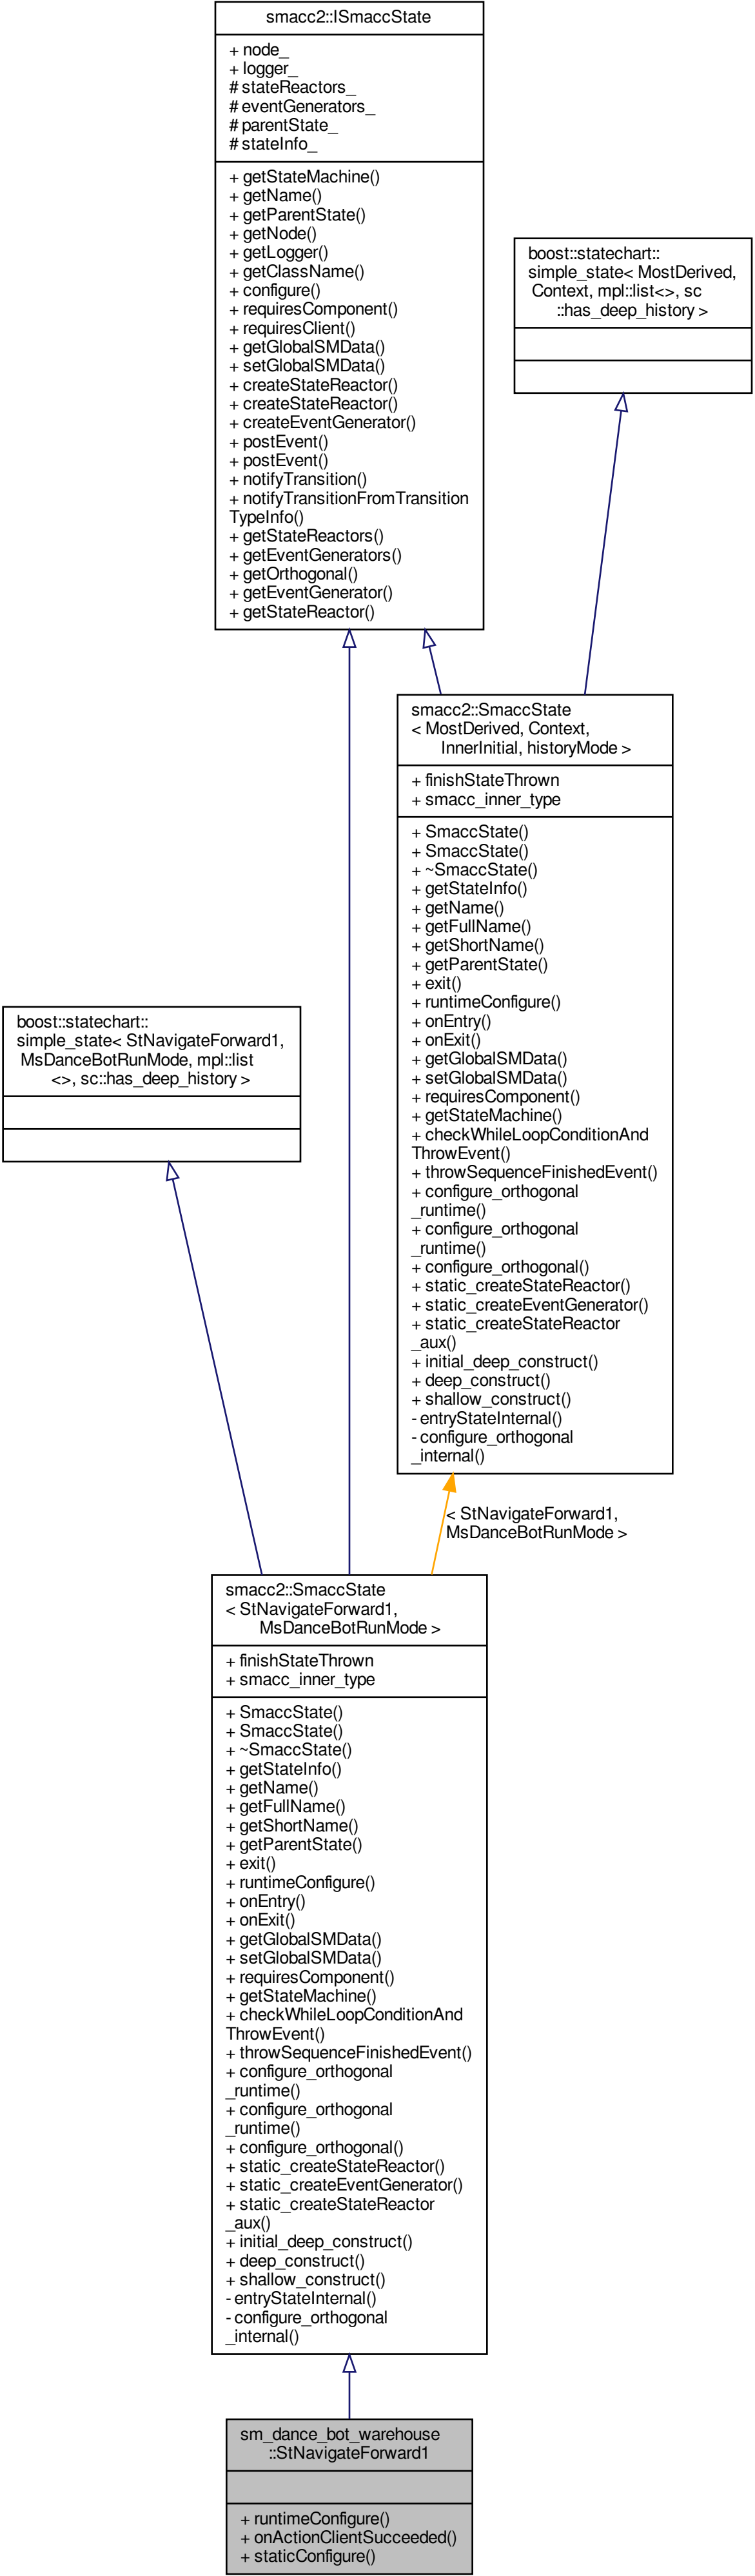 smacc2::ISmaccState
+ node_
+ logger_
# stateReactors_
# eventGenerators_
# parentState_
# stateInfo_
+ getStateMachine()
+ getName()
+ getParentState()
+ getNode()
+ getLogger()
+ getClassName()
+ configure()
+ requiresComponent()
+ requiresClient()
+ getGlobalSMData()
+ setGlobalSMData()
+ createStateReactor()
+ createStateReactor()
+ createEventGenerator()
+ postEvent()
+ postEvent()
+ notifyTransition()
+ notifyTransitionFromTransition
TypeInfo()
+ getStateReactors()
+ getEventGenerators()
+ getOrthogonal()
+ getEventGenerator()
+ getStateReactor()
boost::statechart::
simple_state< MostDerived,
Context, mpl::list<>, sc
::has_deep_history >
smacc2::SmaccState
< MostDerived, Context,
InnerInitial, historyMode >
+ finishStateThrown
+ smacc_inner_type
+ SmaccState()
+ SmaccState()
+ ~SmaccState()
+ getStateInfo()
+ getName()
+ getFullName()
+ getShortName()
+ getParentState()
+ exit()
+ runtimeConfigure()
+ onEntry()
+ onExit()
+ getGlobalSMData()
+ setGlobalSMData()
+ requiresComponent()
+ getStateMachine()
+ checkWhileLoopConditionAnd
ThrowEvent()
+ throwSequenceFinishedEvent()
+ configure_orthogonal
_runtime()
+ configure_orthogonal
_runtime()
+ configure_orthogonal()
+ static_createStateReactor()
+ static_createEventGenerator()
+ static_createStateReactor
_aux()
+ initial_deep_construct()
+ deep_construct()
+ shallow_construct()
- entryStateInternal()
- configure_orthogonal
_internal()
boost::statechart::
simple_state< StNavigateForward1,
MsDanceBotRunMode, mpl::list
<>, sc::has_deep_history >
< StNavigateForward1,
MsDanceBotRunMode >
smacc2::SmaccState
< StNavigateForward1,
MsDanceBotRunMode >
+ finishStateThrown
+ smacc_inner_type
+ SmaccState()
+ SmaccState()
+ ~SmaccState()
+ getStateInfo()
+ getName()
+ getFullName()
+ getShortName()
+ getParentState()
+ exit()
+ runtimeConfigure()
+ onEntry()
+ onExit()
+ getGlobalSMData()
+ setGlobalSMData()
+ requiresComponent()
+ getStateMachine()
+ checkWhileLoopConditionAnd
ThrowEvent()
+ throwSequenceFinishedEvent()
+ configure_orthogonal
_runtime()
+ configure_orthogonal
_runtime()
+ configure_orthogonal()
+ static_createStateReactor()
+ static_createEventGenerator()
+ static_createStateReactor
_aux()
+ initial_deep_construct()
+ deep_construct()
+ shallow_construct()
- entryStateInternal()
- configure_orthogonal
_internal()
sm_dance_bot_warehouse
::StNavigateForward1
+ runtimeConfigure()
+ onActionClientSucceeded()
+ staticConfigure()